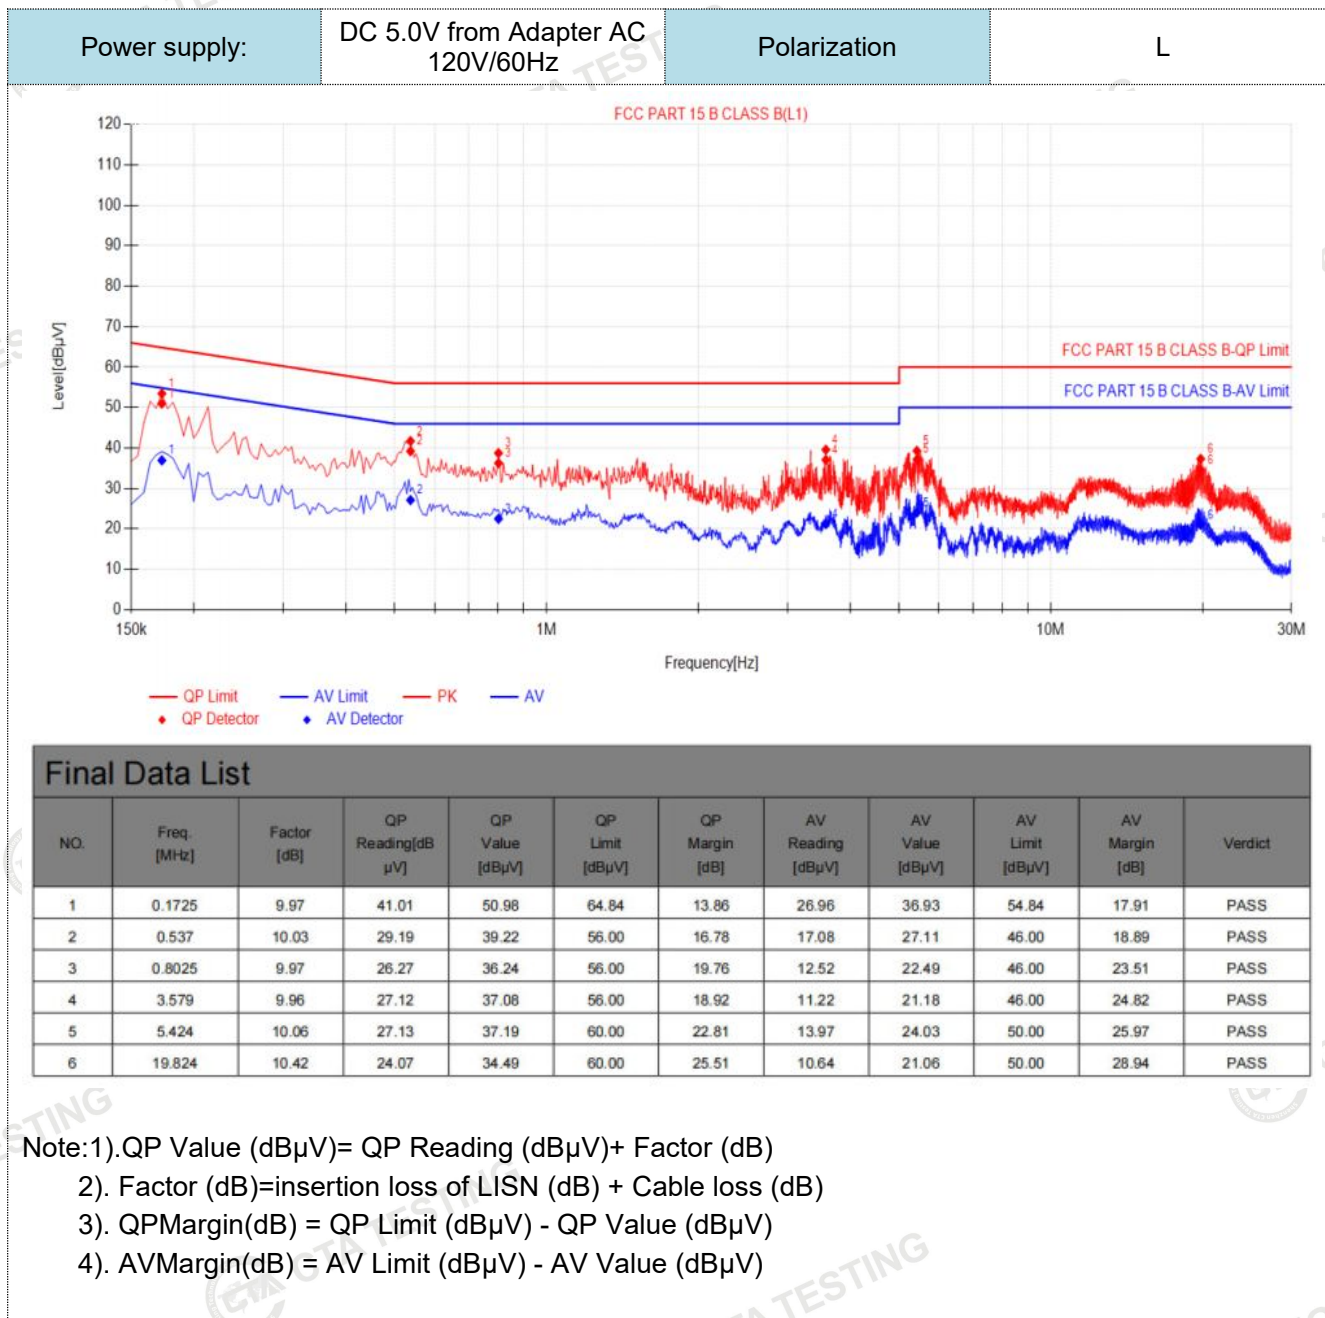 Power supply: DC 5.0V from Adapter AC 120V/60Hz Polarization L
FCC PART 15 B CLASS B(L1)
120
110
100
90
80
70
60
50
40
30
20
10
0
Level[dBμV]
FCC PART 15 B CLASS B-QP Limit
FCC PART 15 B CLASS B-AV Limit
1 2 3 4 5 6
1 2 3 4 5 6
150k 1M 10M 30M
Frequency[Hz]
QP Limit AV Limit PK AV
QP Detector AV Detector
Final Data List
NO. Freq. [MHz] Factor [dB] QP Reading[dBμV] QP Value [dBμV] QP Limit [dBμV] QP Margin [dB] AV Reading [dBμV] AV Value [dBμV] AV Limit [dBμV] AV Margin [dB] Verdict
1 0.1725 9.97 41.01 50.98 64.84 13.86 26.96 36.93 54.84 17.91 PASS
2 0.537 10.03 29.19 39.22 56.00 16.78 17.08 27.11 46.00 18.89 PASS
3 0.8025 9.97 26.27 36.24 56.00 19.76 12.52 22.49 46.00 23.51 PASS
4 3.579 9.96 27.12 37.08 56.00 18.92 11.22 21.18 46.00 24.82 PASS
5 5.424 10.06 27.13 37.19 60.00 22.81 13.97 24.03 50.00 25.97 PASS
6 19.824 10.42 24.07 34.49 60.00 25.51 10.64 21.06 50.00 28.94 PASS
Note:1).QP Value (dBμV)= QP Reading (dBμV)+ Factor (dB)
2). Factor (dB)=insertion loss of LISN (dB) + Cable loss (dB)
3). QPMargin(dB) = QP Limit (dBμV) - QP Value (dBμV)
4). AVMargin(dB) = AV Limit (dBμV) - AV Value (dBμV)
CTA TESTING